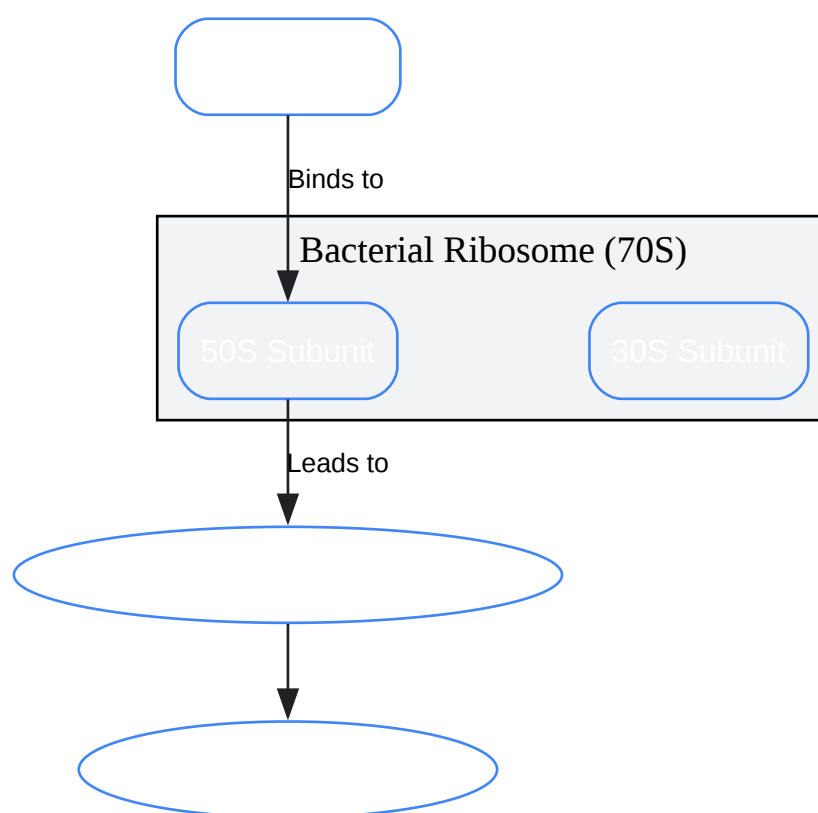 Binds to
Bacterial Ribosome (70S)
50S Subunit
30S Subunit
Leads to